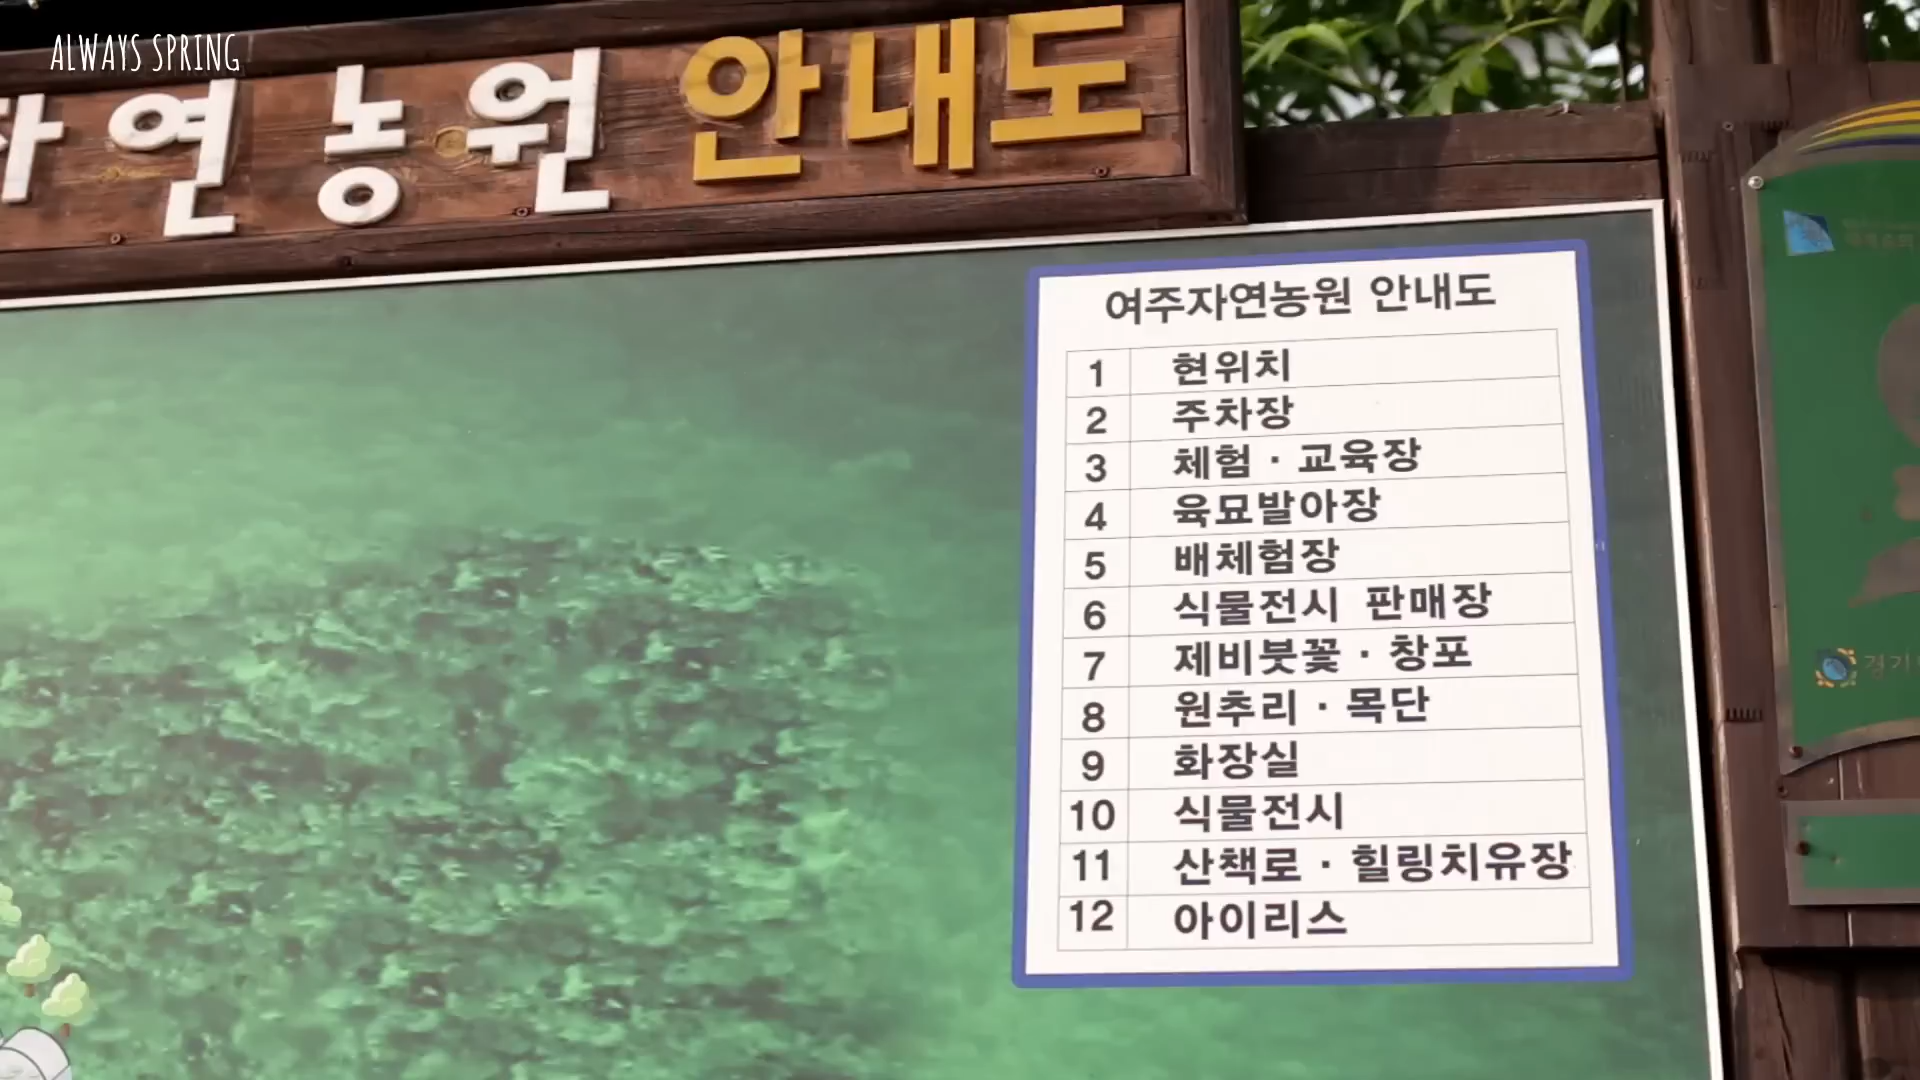 ALWAYS SPRING
자연농원 안내도
여주자연농원 안내도
1 현위치
2 주차장
3 체험 · 교육장
4 육묘발아장
5 배체험장
6 식물전시 판매장
7 제비붓꽃 · 창포
8 원추리 · 목단
9 화장실
10 식물전시
11 산책로 · 힐링치유장
12 아이리스
경기